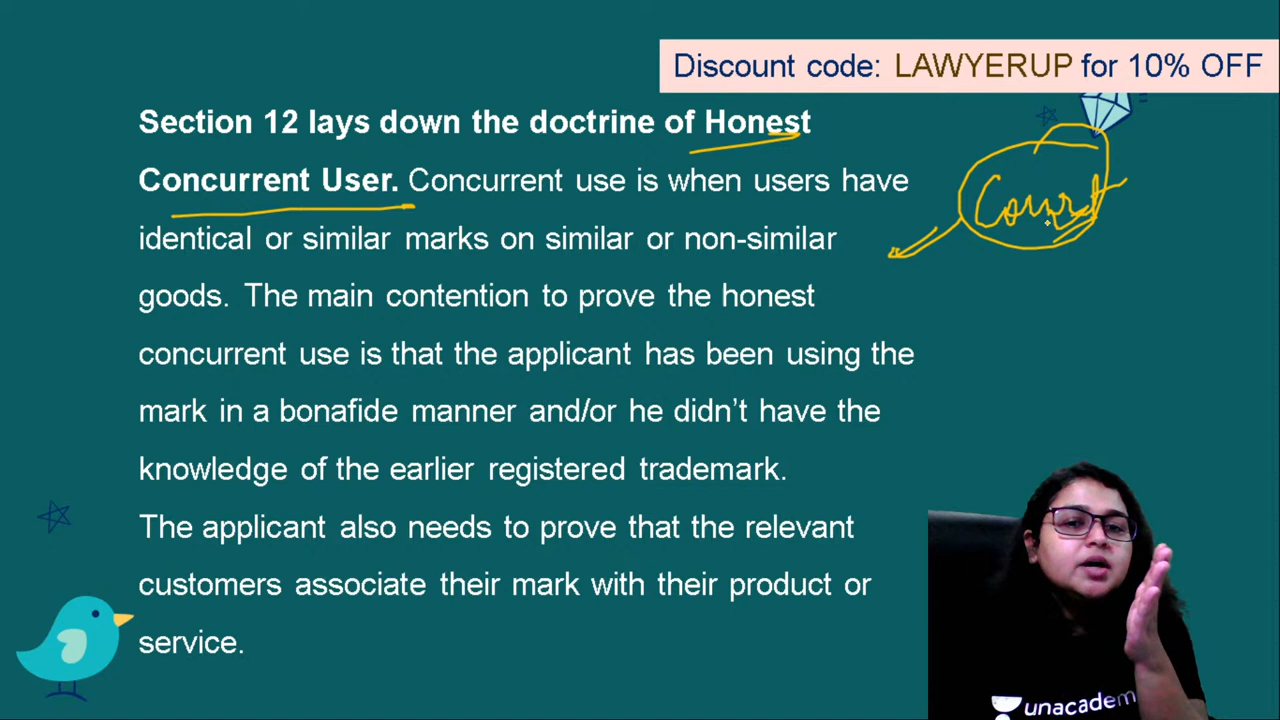 Discount code: LAWYERUP for 10% OFF
Section 12 lays down the doctrine of Honest
Concurrent User. Concurrent use is when users have
identical or similar marks on similar or non-similar
goods. The main contention to prove the honest
concurrent use is that the applicant has been using the
mark in a bonafide manner and/or he didn't have the
knowledge of the earlier registered trademark.
The applicant also needs to prove that the relevant
customers associate their mark with their product or
service.
Court
unacadem